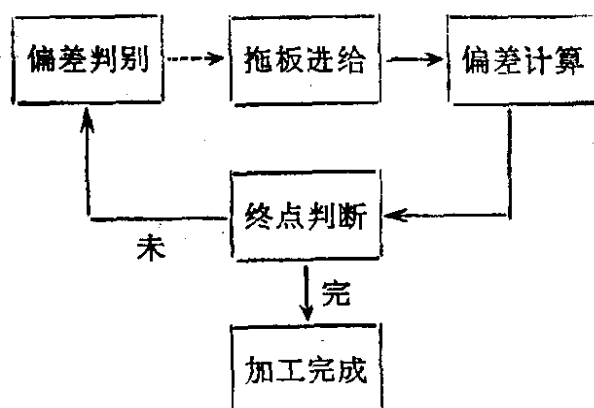 偏差判别
拖板进给
偏差计算
终点判断
未
完
加工完成